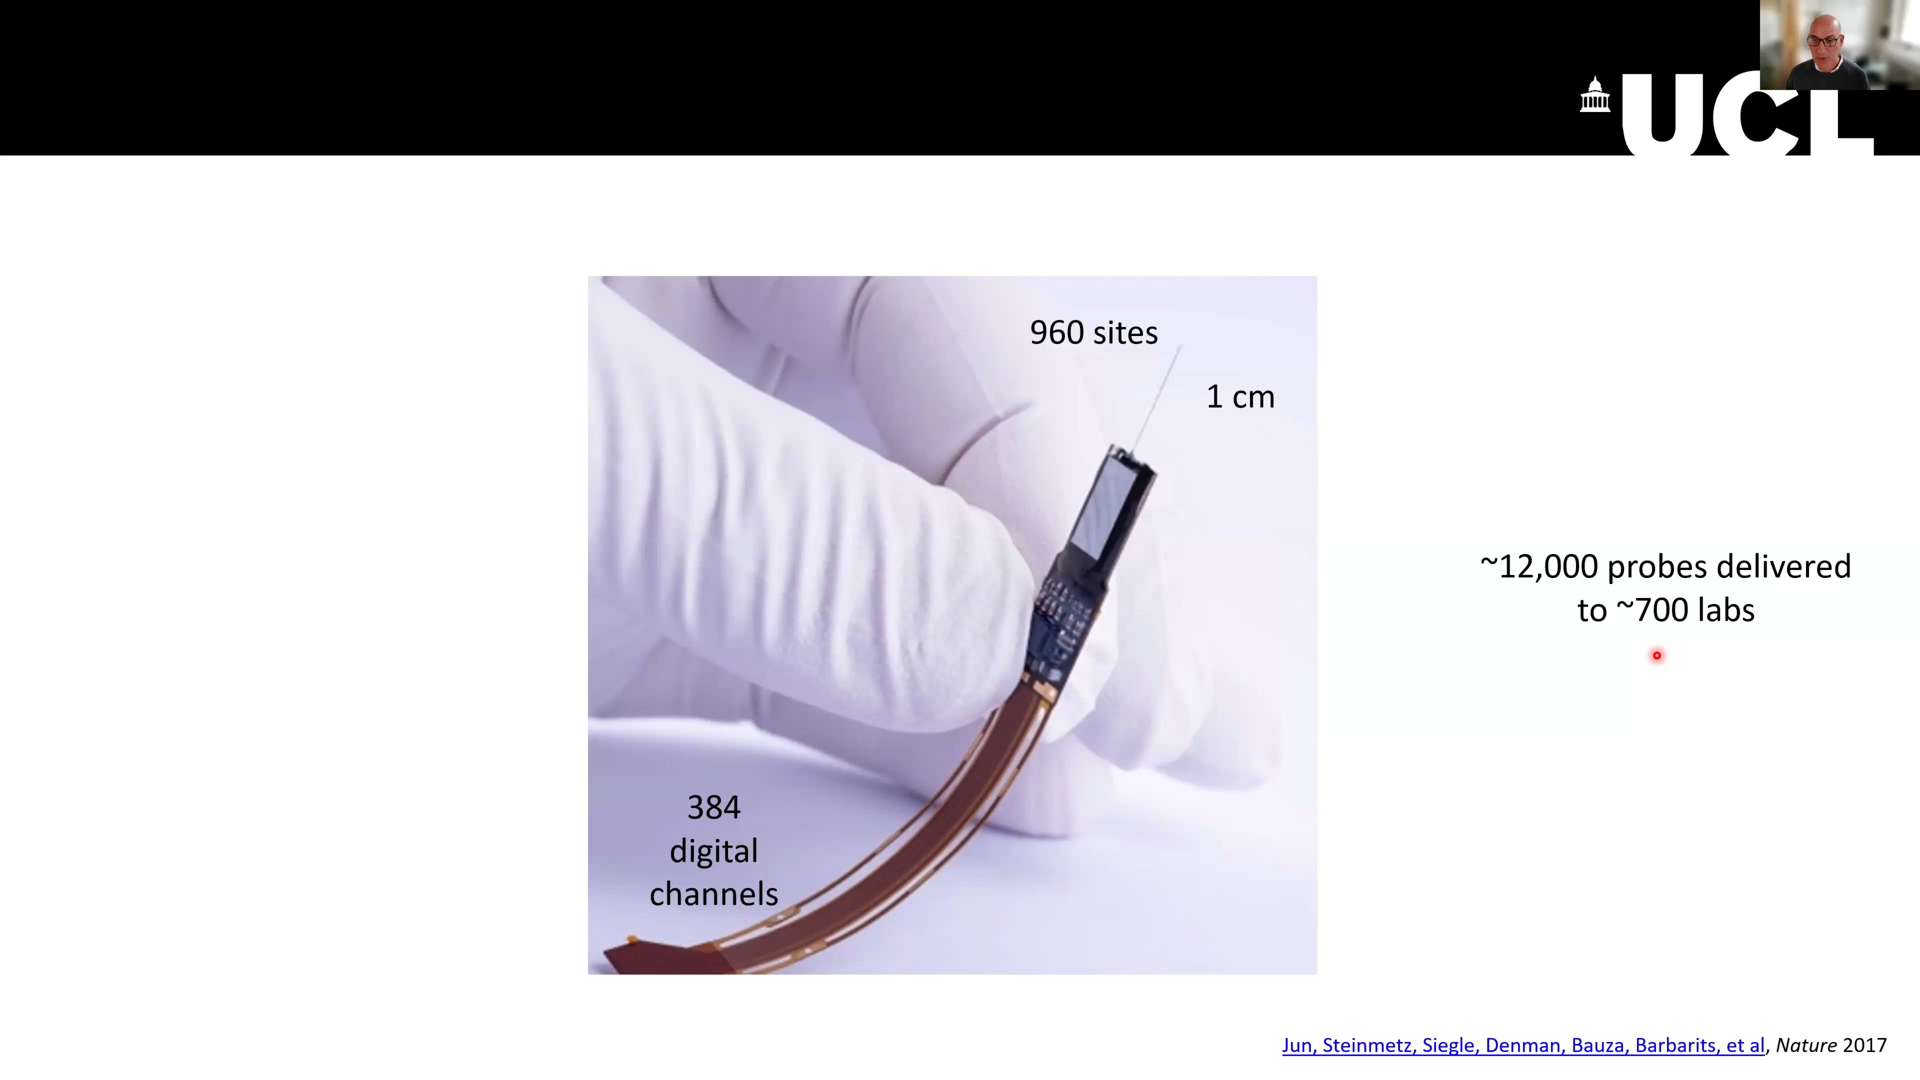 UCL
960 sites
1 cm
~12,000 probes delivered
to ~700 labs
384
digital
channels
Jun, Steinmetz, Siegle, Denman, Bauza, Barbarits, et al, Nature 2017